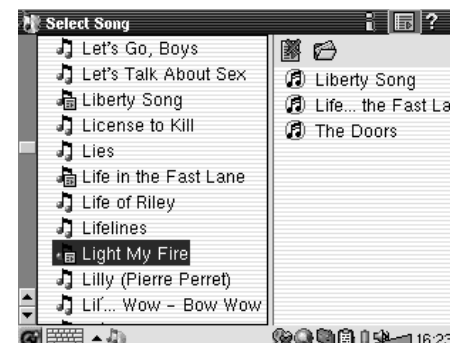 Select Song
?
Let's Go, Boys
Let's Talk About Sex
Liberty Song
License to Kill
Lies
Life in the Fast Lane
Life of Riley
Lifelines
Light My Fire
Lilly (Pierre Perret)
Lil'... Wow - Bow Wow
Liberty Song
Life... the Fast La
The Doors
16:23